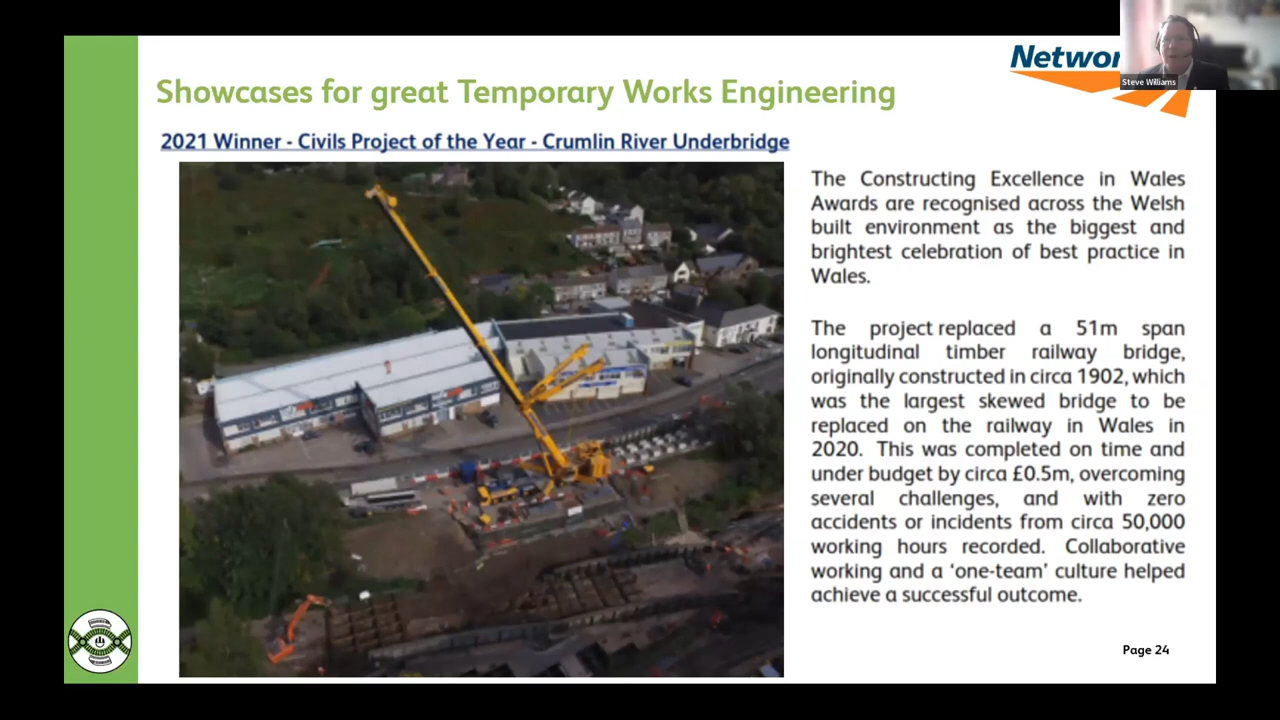 Networ
Steve Williams
Showcases for great Temporary Works Engineering
2021 Winner - Civils Project of the Year - Crumlin River Underbridge
The Constructing Excellence in Wales
Awards are recognised across the Welsh
built environment as the biggest and
brightest celebration of best practice in
Wales.
The project replaced a 51m span
longitudinal timber railway bridge,
originally constructed in circa 1902, which
was the largest skewed bridge to be
replaced on the railway in Wales in
2020. This was completed on time and
under budget by circa £0.5m, overcoming
several challenges, and with zero
accidents or incidents from circa 50,000
working hours recorded. Collaborative
working and a ‘one-team’ culture helped
achieve a successful outcome.
Page 24